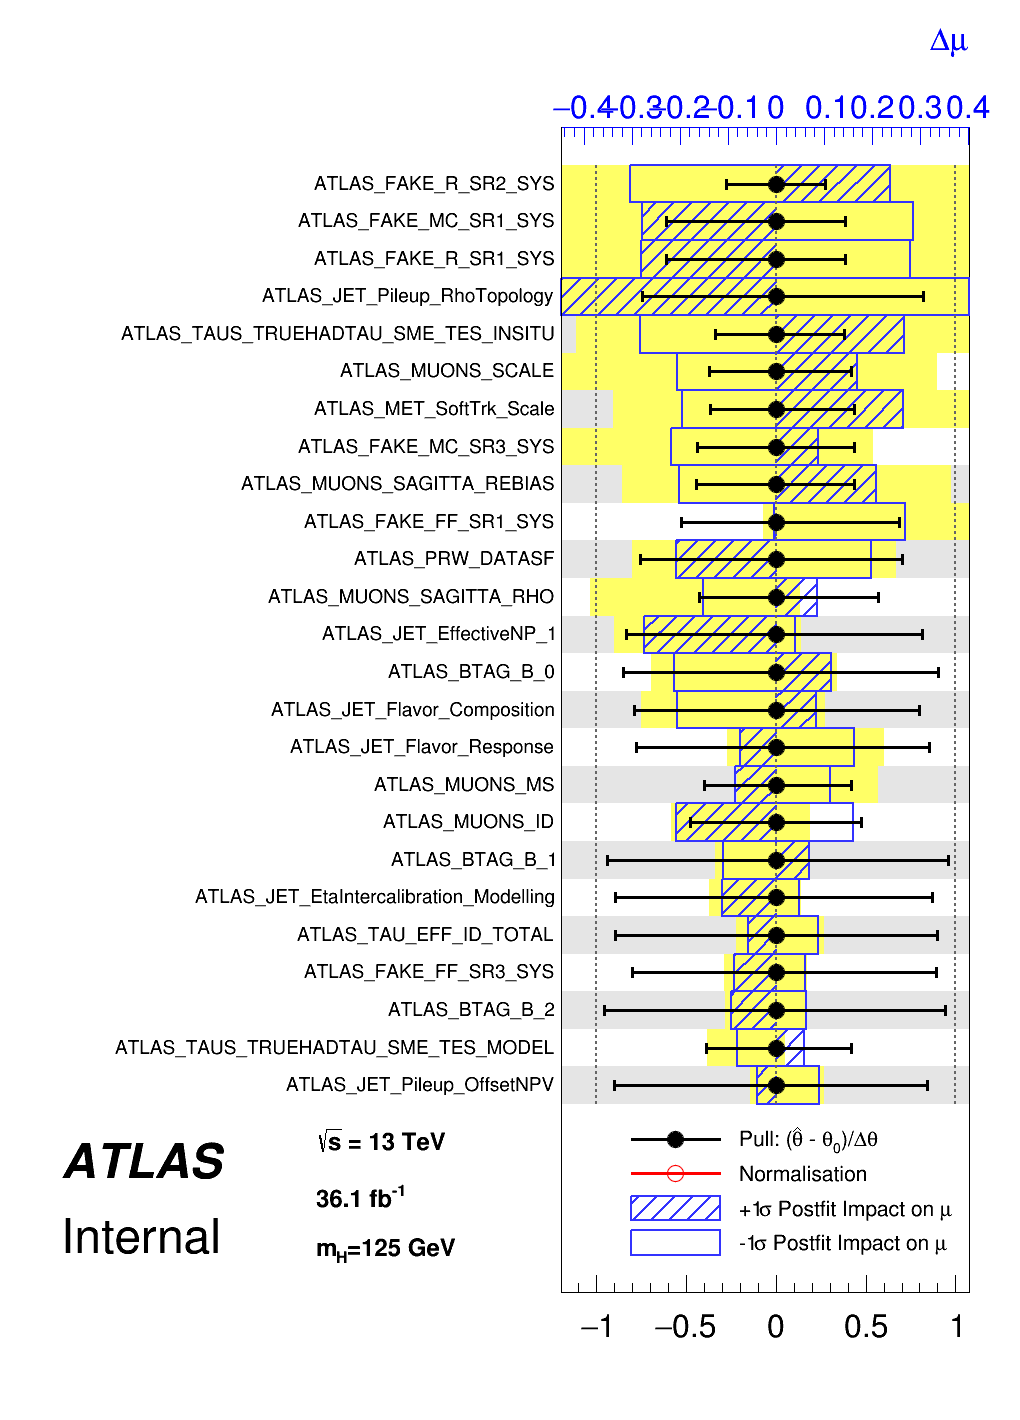 Δμ
−0.4 −0.3 −0.2 −0.1 0 0.1 0.2 0.3 0.4
ATLAS_FAKE_R_SR2_SYS
ATLAS_FAKE_MC_SR1_SYS
ATLAS_FAKE_R_SR1_SYS
ATLAS_JET_Pileup_RhoTopology
ATLAS_TAUS_TRUEHADTAU_SME_TES_INSITU
ATLAS_MUONS_SCALE
ATLAS_MET_SoftTrk_Scale
ATLAS_FAKE_MC_SR3_SYS
ATLAS_MUONS_SAGITTA_REBIAS
ATLAS_FAKE_FF_SR1_SYS
ATLAS_PRW_DATASF
ATLAS_MUONS_SAGITTA_RHO
ATLAS_JET_EffectiveNP_1
ATLAS_BTAG_B_0
ATLAS_JET_Flavor_Composition
ATLAS_JET_Flavor_Response
ATLAS_MUONS_MS
ATLAS_MUONS_ID
ATLAS_BTAG_B_1
ATLAS_JET_EtaIntercalibration_Modelling
ATLAS_TAU_EFF_ID_TOTAL
ATLAS_FAKE_FF_SR3_SYS
ATLAS_BTAG_B_2
ATLAS_TAUS_TRUEHADTAU_SME_TES_MODEL
ATLAS_JET_Pileup_OffsetNPV
ATLAS
Internal
√s = 13 TeV
36.1 fb⁻¹
m_H=125 GeV
Pull: (θ̂ - θ₀)/Δθ
Normalisation
+1σ Postfit Impact on μ
-1σ Postfit Impact on μ
−1 −0.5 0 0.5 1